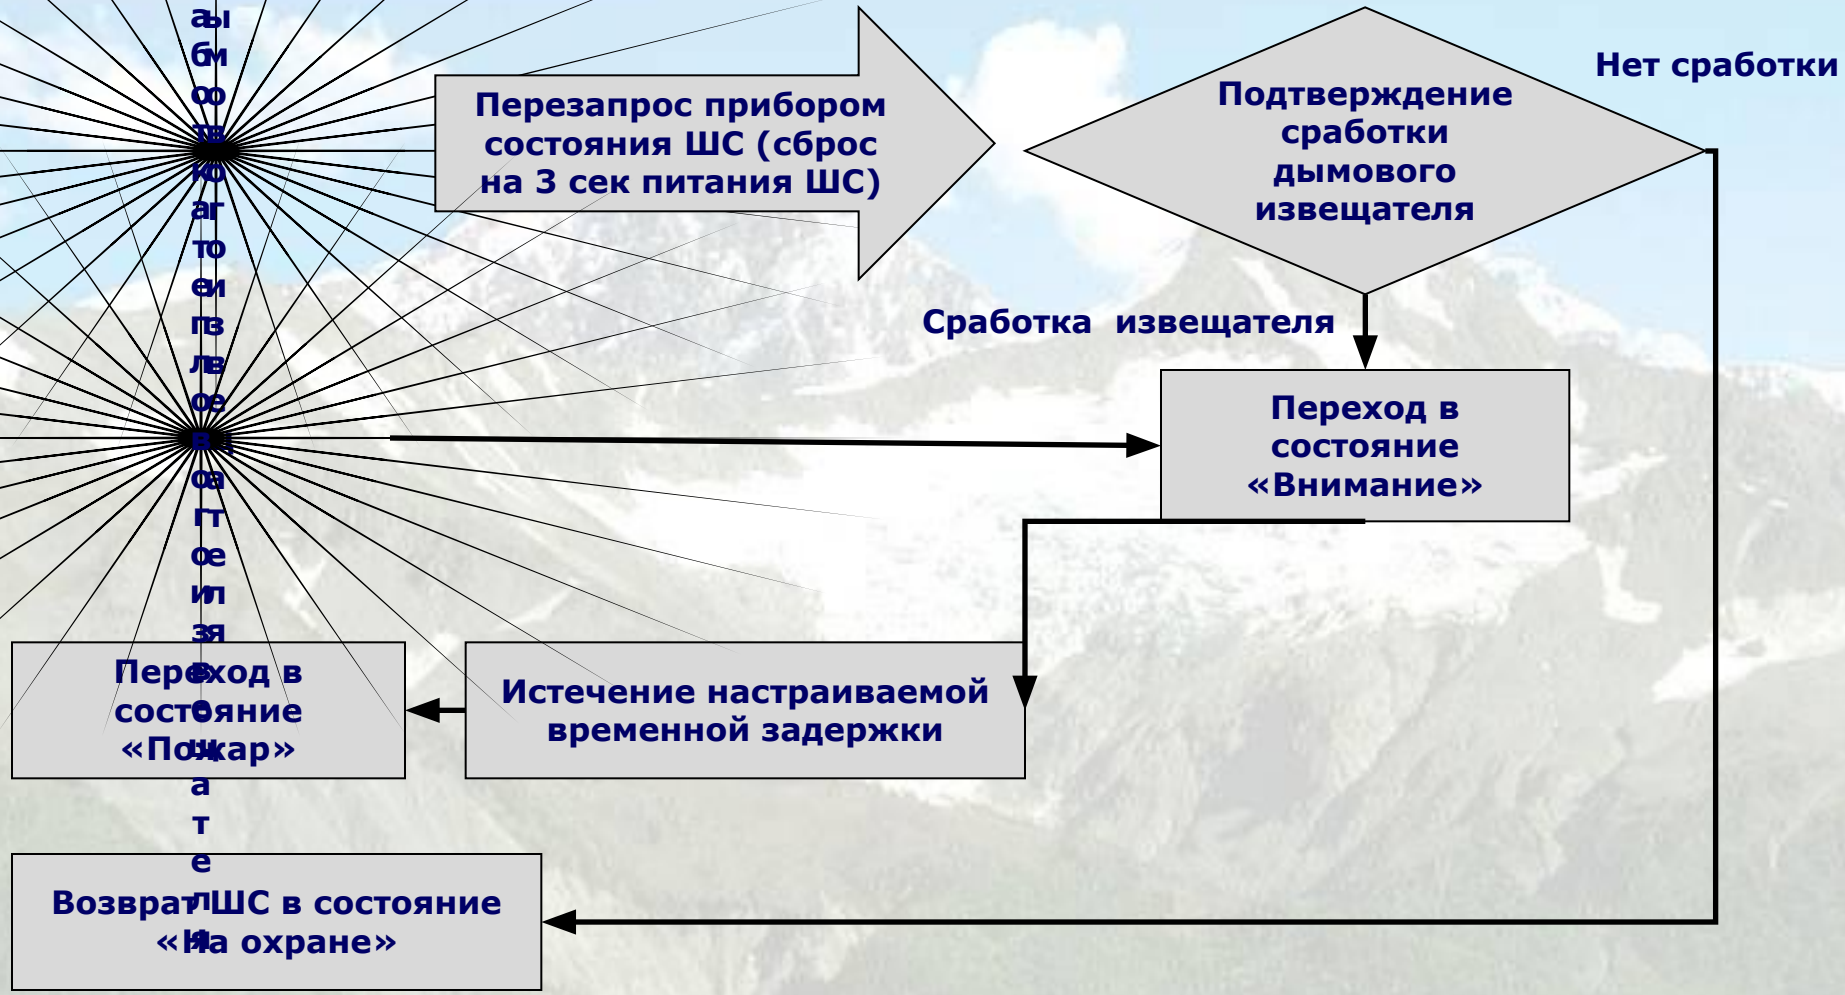 Нет сработки
Перезапрос прибором
состояния ШС (сброс
на 3 сек питания ШС)
Подтверждение
сработки
дымового
извещателя
Сработка извещателя
Переход в
состояние
«Внимание»
Переход в
состояние
«Пожар»
Истечение настраиваемой
временной задержки
Возврат ШС в состояние
«На охране»